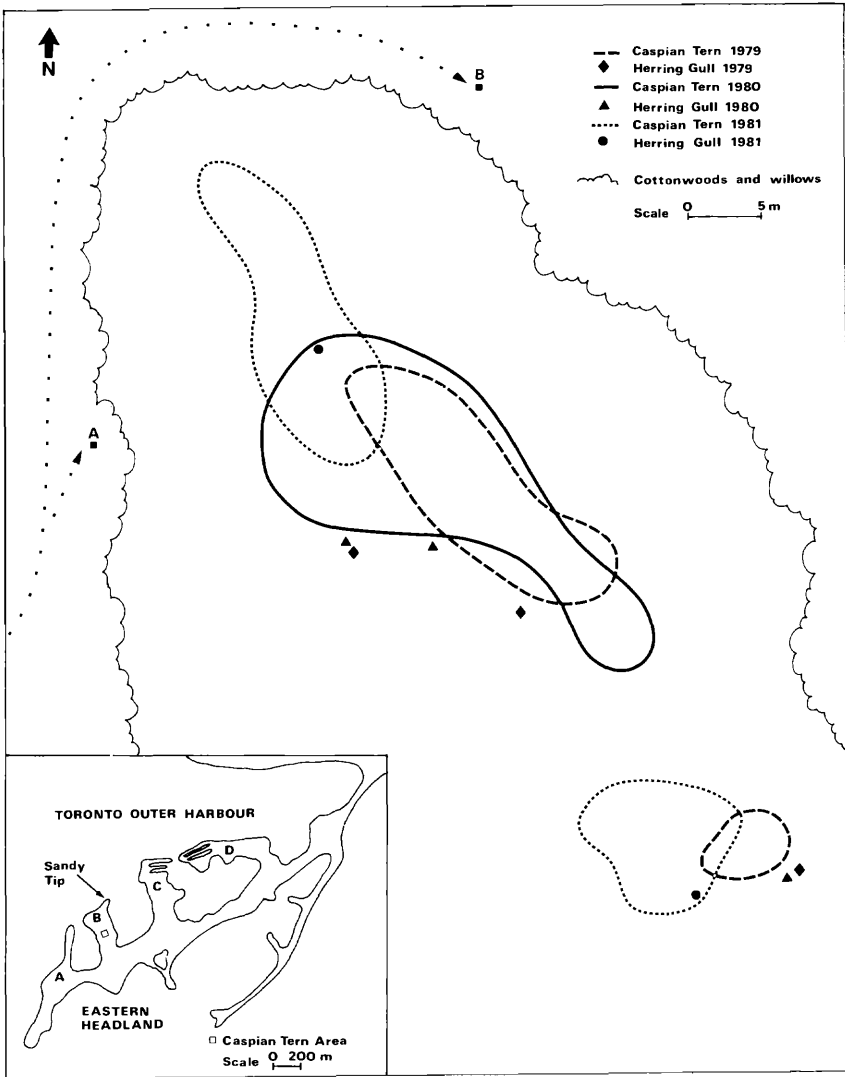 N
B
A
Caspian Tern 1979
Herring Gull 1979
Caspian Tern 1980
Herring Gull 1980
Caspian Tern 1981
Herring Gull 1981
Cottonwoods and willows
Scale 0 5 m
TORONTO OUTER HARBOUR
Sandy
Tip
D
C
B
A
EASTERN
HEADLAND
Caspian Tern Area
Scale 0 200 m